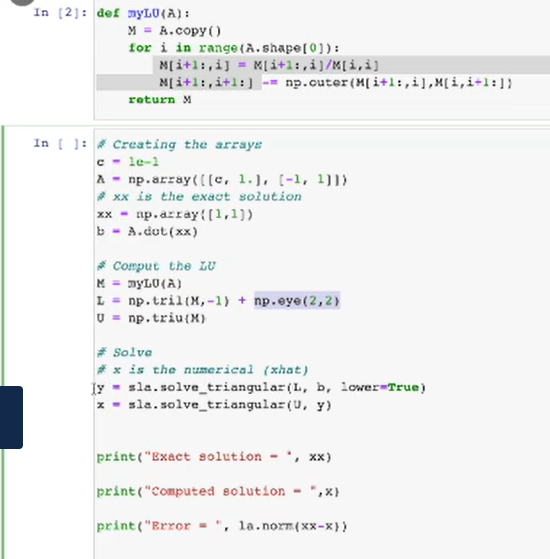 In [2]: def myLU(A):
M = A.copy()
for i in range(A.shape[0]):
M[i+1:,i] = M[i+1:,i]/M[i,i]
M[i+1:,i+1:] -= np.outer(M[i+1:,i],M[i,i+1:])
return M
In [ ]: # Creating the arrays
c = 1e-1
A = np.array([[c, 1.], [-1, 1]])
# xx is the exact solution
xx = np.array([1,1])
b = A.dot(xx)
# Comput the LU
M = myLU(A)
L = np.tril(M,-1) + np.eye(2,2)
U = np.triu(M)
# Solve
# x is the numerical (xhat)
y = sla.solve_triangular(L, b, lower=True)
x = sla.solve_triangular(U, y)
print("Exact solution = ", xx)
print("Computed solution = ",x)
print("Error = ", la.norm(xx-x))